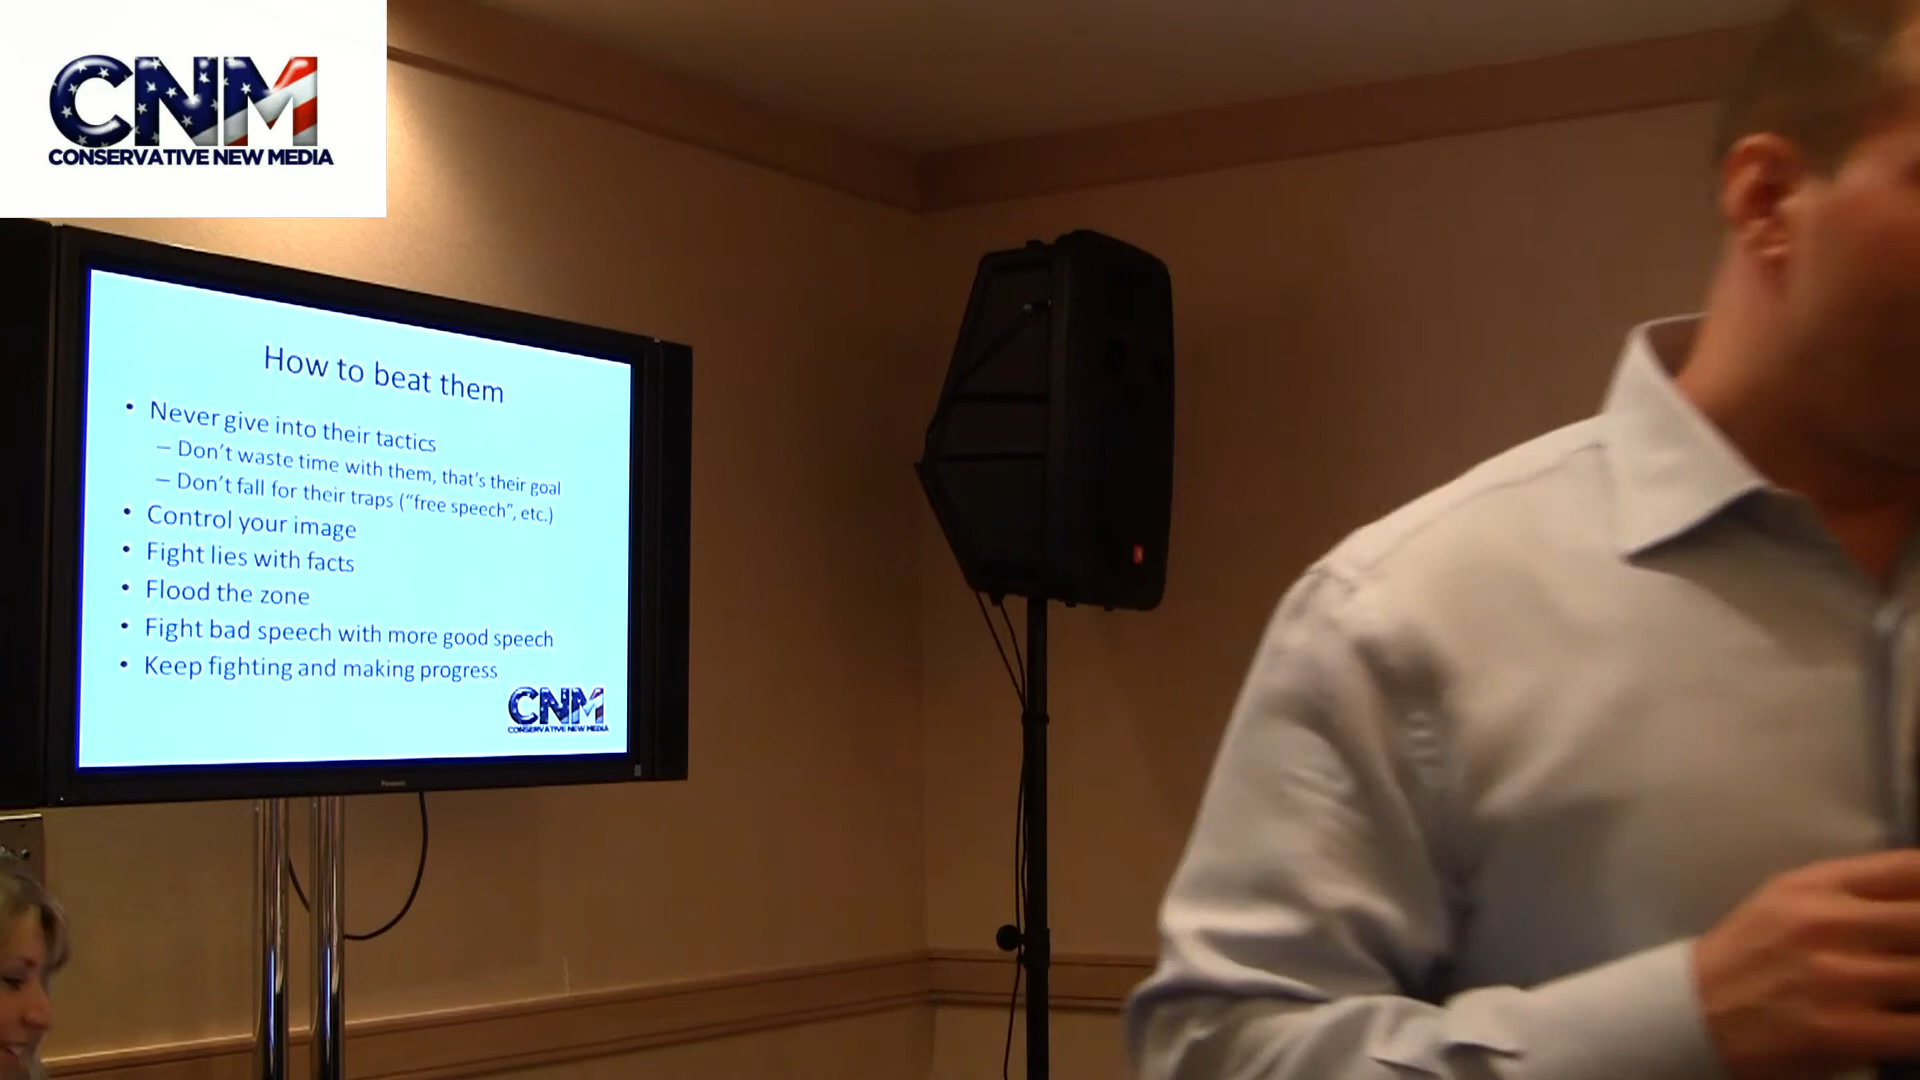 CNM
CONSERVATIVE NEW MEDIA
How to beat them
• Never give into their tactics
– Don't waste time with them, that's their goal
– Don't fall for their traps ("free speech", etc.)
• Control your image
• Fight lies with facts
• Flood the zone
• Fight bad speech with more good speech
• Keep fighting and making progress
CNM
CONSERVATIVE NEW MEDIA
Panasonic